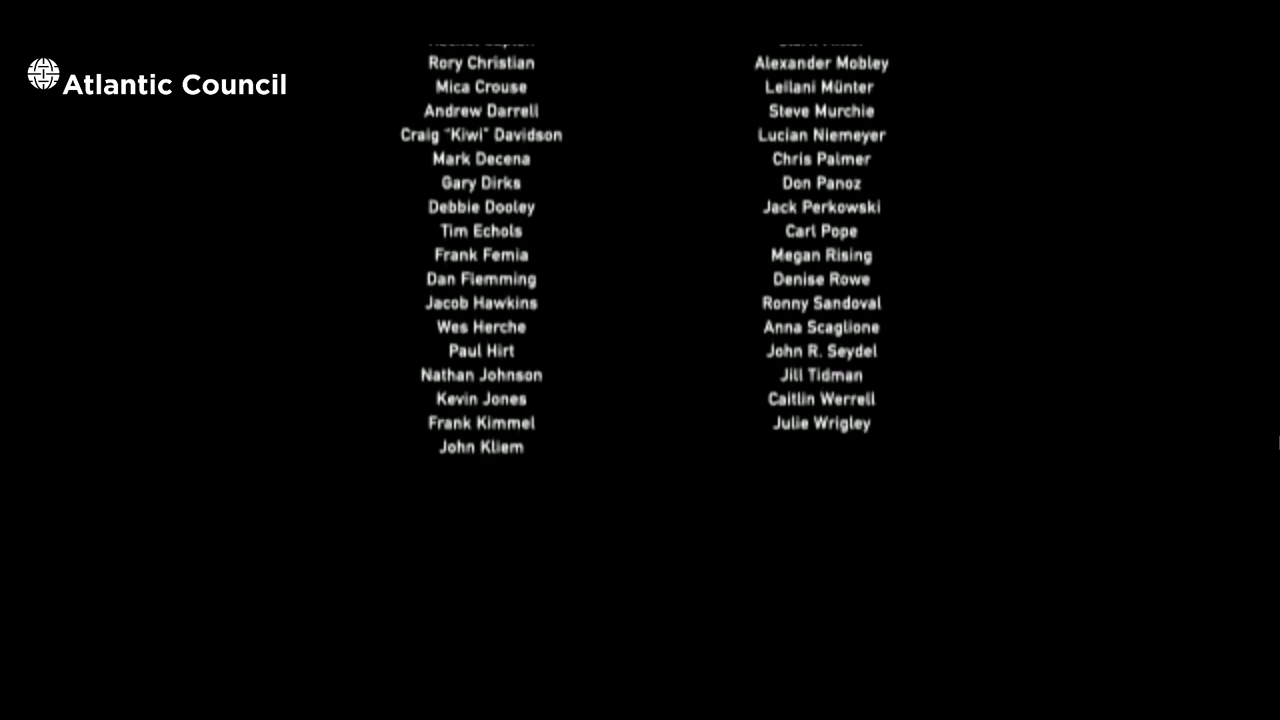 Atlantic Council
Rory Christian
Mica Crouse
Andrew Darrell
Craig "Kiwi" Davidson
Mark Decena
Gary Dirks
Debbie Dooley
Tim Echols
Frank Femia
Dan Flemming
Jacob Hawkins
Wes Herche
Paul Hirt
Nathan Johnson
Kevin Jones
Frank Kimmel
John Kliem
Alexander Mobley
Leilani Münter
Steve Murchie
Lucian Niemeyer
Chris Palmer
Don Panoz
Jack Perkowski
Carl Pope
Megan Rising
Denise Rowe
Ronny Sandoval
Anna Scaglione
John R. Seydel
Jill Tidman
Caitlin Werrell
Julie Wrigley